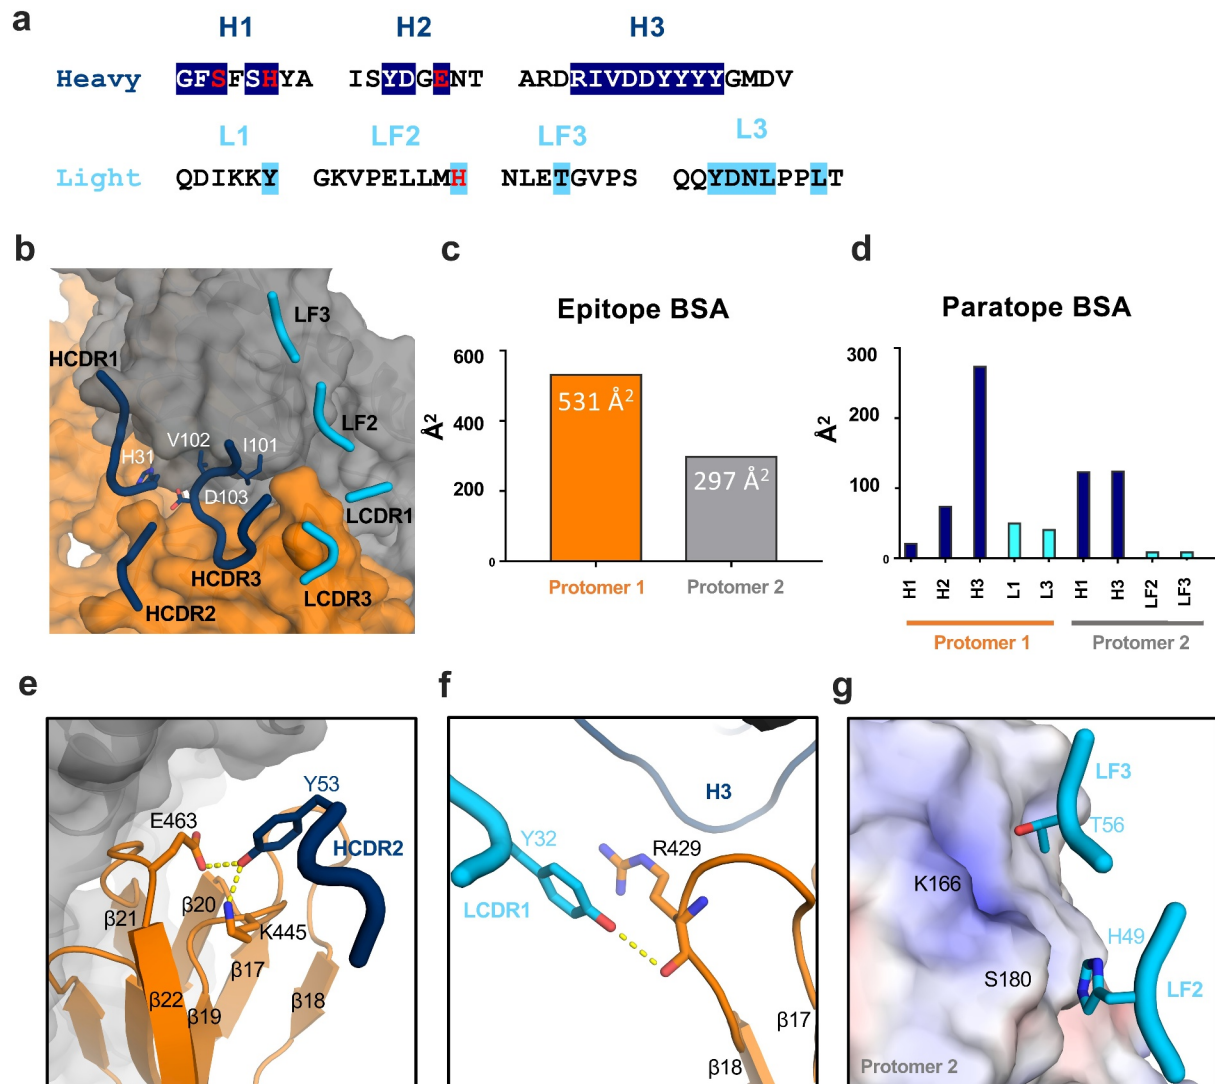 a
H1 H2 H3
Heavy GFSFSHYA ISYDGENT ARDRIVDDYYYYGMDV
L1 LF2 LF3 L3
Light QDIKKY GKVPELLMH NLETGVPS QQYDNLPPLT
b
HCDR1
LF3
LF2
V102
I101
H31
D103
LCDR1
HCDR3
LCDR3
HCDR2
c
Epitope BSA
Å²
600
400
200
0
531 Å²
297 Å²
Protomer 1
Protomer 2
d
Paratope BSA
Å²
300
200
100
0
H1 H2 H3 L1 L3 H1 H3 LF2 LF3
Protomer 1
Protomer 2
e
Y53
E463
HCDR2
β21
β20
K445
β17
β22
β19
β18
f
H3
Y32
R429
LCDR1
β17
β18
g
LF3
T56
K166
H49
S180
LF2
Protomer 2